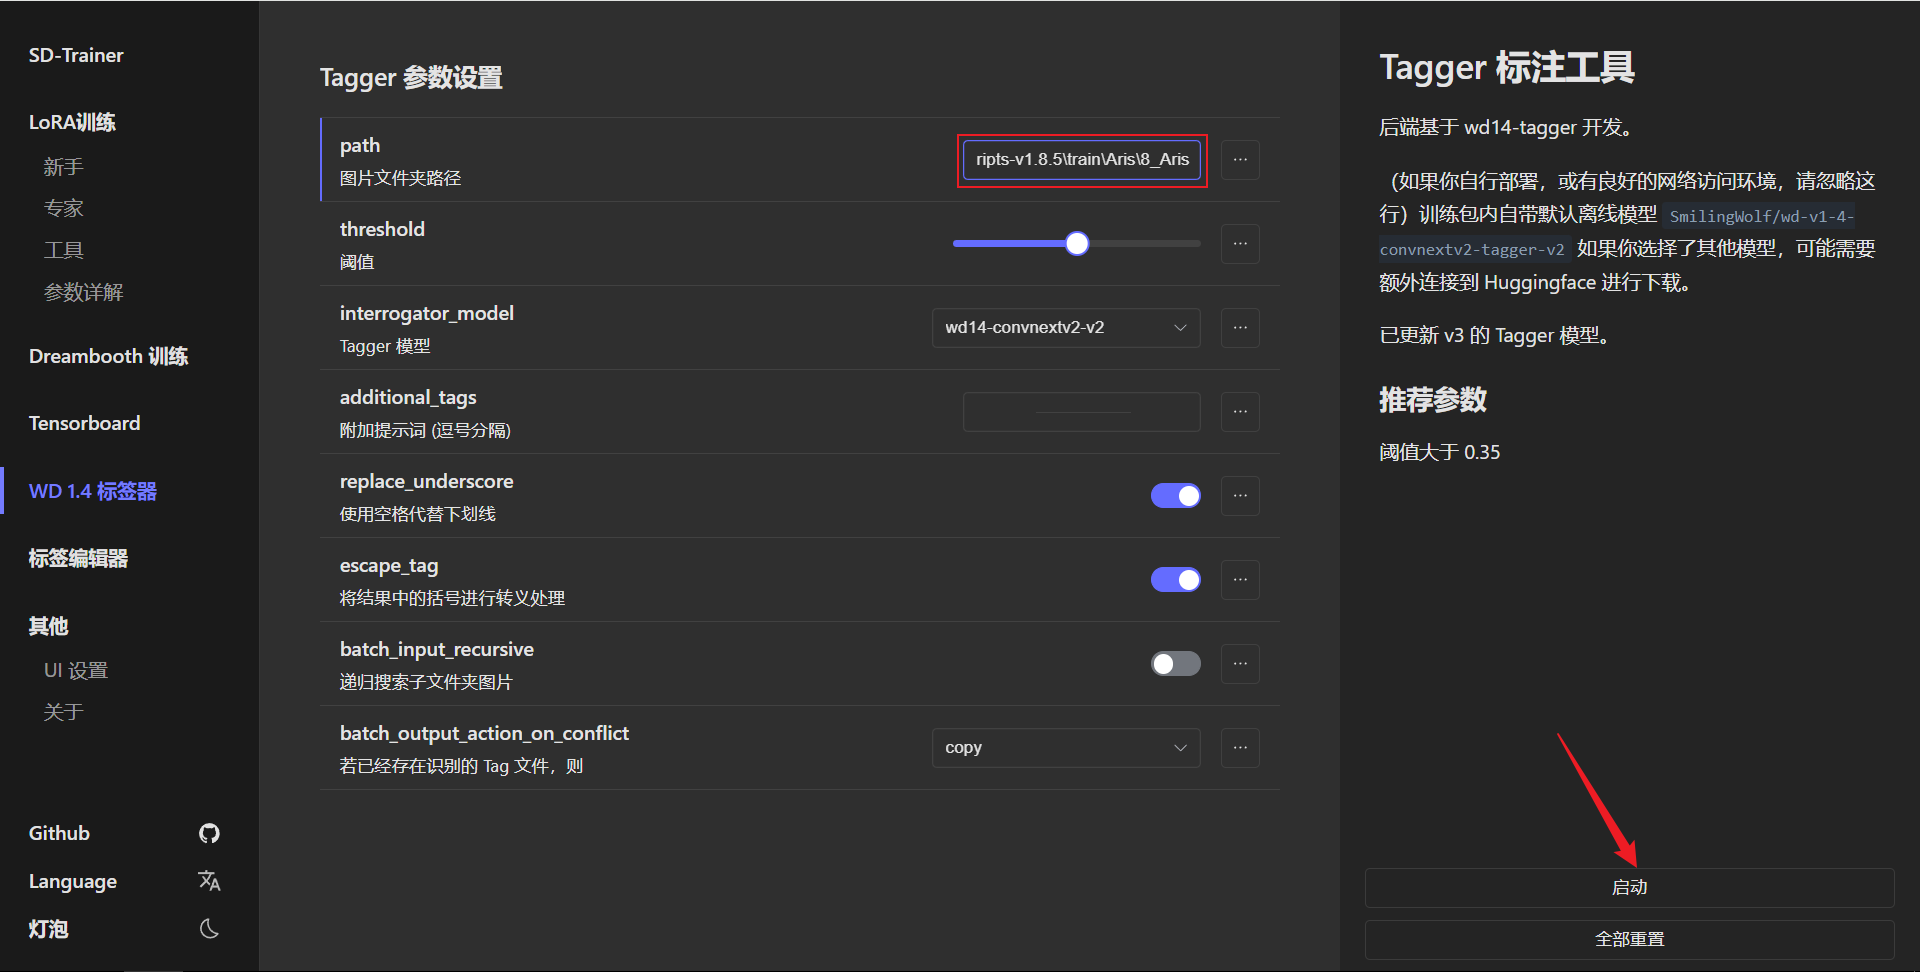 SD-Trainer
LoRA训练
新手
专家
工具
参数详解
Dreambooth 训练
Tensorboard
WD 1.4 标签器
标签编辑器
其他
UI 设置
关于
Github
Language
灯泡
Tagger 参数设置
path
图片文件夹路径
ripts-v1.8.5\train\Aris\8_Aris
threshold
阈值
interrogator_model
Tagger 模型
wd14-convnextv2-v2
additional_tags
附加提示词 (逗号分隔)
replace_underscore
使用空格代替下划线
escape_tag
将结果中的括号进行转义处理
batch_input_recursive
递归搜索子文件夹图片
batch_output_action_on_conflict
若已经存在识别的 Tag 文件，则
copy
Tagger 标注工具
后端基于 wd14-tagger 开发。
（如果你自行部署，或有良好的网络访问环境，请忽略这
行）训练包内自带默认离线模型 SmilingWolf/wd-v1-4-
convnextv2-tagger-v2 如果你选择了其他模型，可能需要
额外连接到 Huggingface 进行下载。
已更新 v3 的 Tagger 模型。
推荐参数
阈值大于 0.35
启动
全部重置